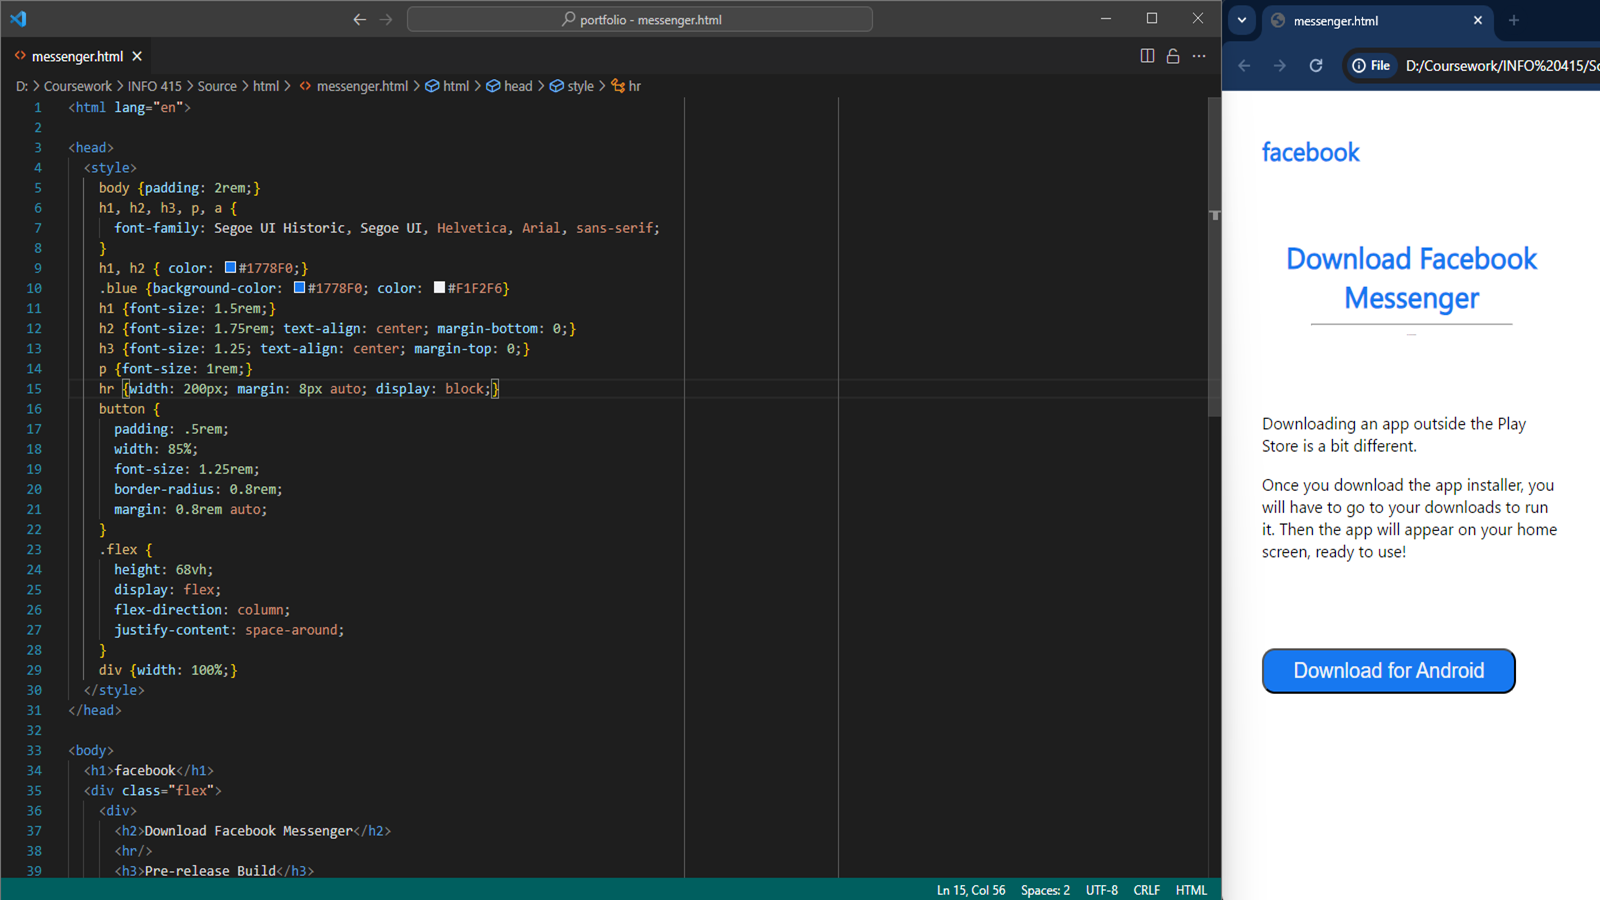 portfolio - messenger.html
messenger.html
D: > Coursework > INFO 415 > Source > html > messenger.html > html > head > style > hr
1 <html lang="en">
2
3 <head>
4 <style>
5 body {padding: 2rem;}
6 h1, h2, h3, p, a {
7 font-family: Segoe UI Historic, Segoe UI, Helvetica, Arial, sans-serif;
8 }
9 h1, h2 { color: #1778F0;}
10 .blue {background-color: #1778F0; color: #F1F2F6}
11 h1 {font-size: 1.5rem;}
12 h2 {font-size: 1.75rem; text-align: center; margin-bottom: 0;}
13 h3 {font-size: 1.25; text-align: center; margin-top: 0;}
14 p {font-size: 1rem;}
15 hr {width: 200px; margin: 8px auto; display: block;}
16 button {
17 padding: .5rem;
18 width: 85%;
19 font-size: 1.25rem;
20 border-radius: 0.8rem;
21 margin: 0.8rem auto;
22 }
23 .flex {
24 height: 68vh;
25 display: flex;
26 flex-direction: column;
27 justify-content: space-around;
28 }
29 div {width: 100%;}
30 </style>
31 </head>
32
33 <body>
34 <h1>facebook</h1>
35 <div class="flex">
36 <div>
37 <h2>Download Facebook Messenger</h2>
38 <hr/>
39 <h3>Pre-release Build</h3>
Ln 15, Col 56 Spaces: 2 UTF-8 CRLF HTML
messenger.html
File D:/Coursework/INFO%20415/So
facebook
Download Facebook
Messenger
Downloading an app outside the Play
Store is a bit different.
Once you download the app installer, you
will have to go to your downloads to run
it. Then the app will appear on your home
screen, ready to use!
Download for Android